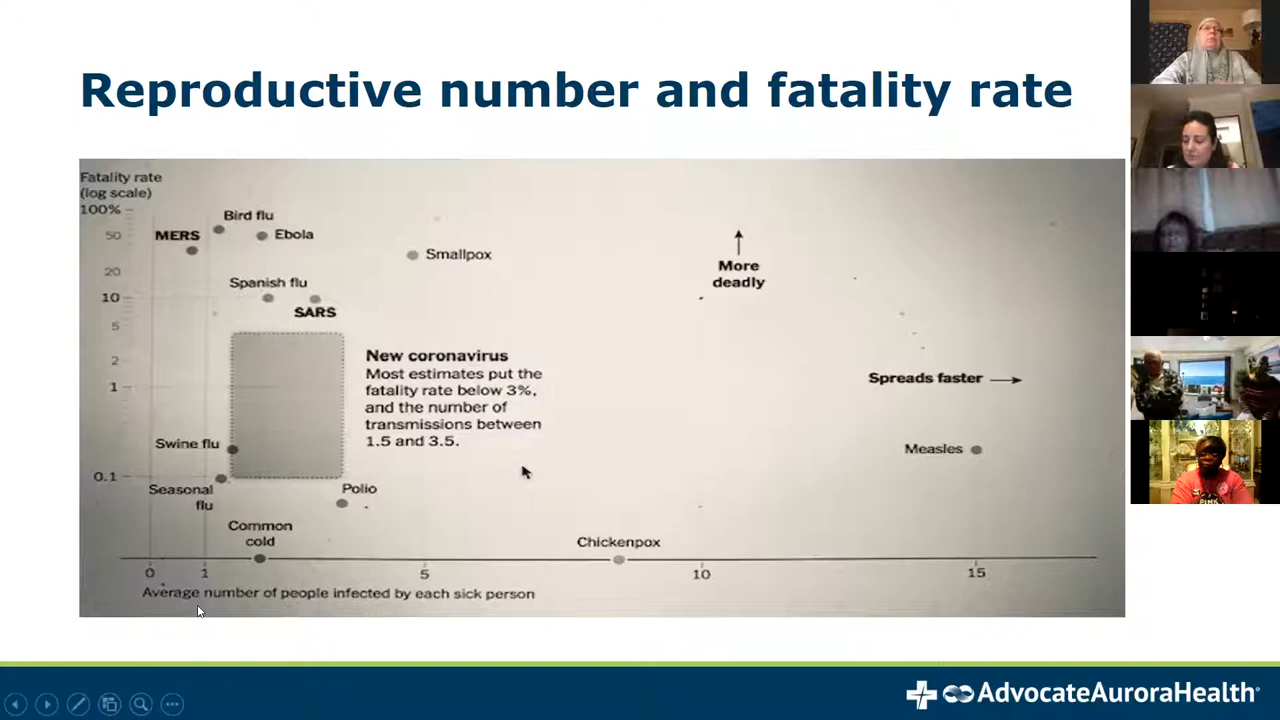 Reproductive number and fatality rate
Fatality rate
(log scale)
100%
50
20
10
5
2
1
0.1
Bird flu
MERS
Ebola
Smallpox
Spanish flu
SARS
More
deadly
New coronavirus
Most estimates put the
fatality rate below 3%,
and the number of
transmissions between
1.5 and 3.5.
Spreads faster
Swine flu
Measles
Seasonal
flu
Polio
Common
cold
Chickenpox
0 1 5 10 15
Average number of people infected by each sick person
AdvocateAuroraHealth
PINK